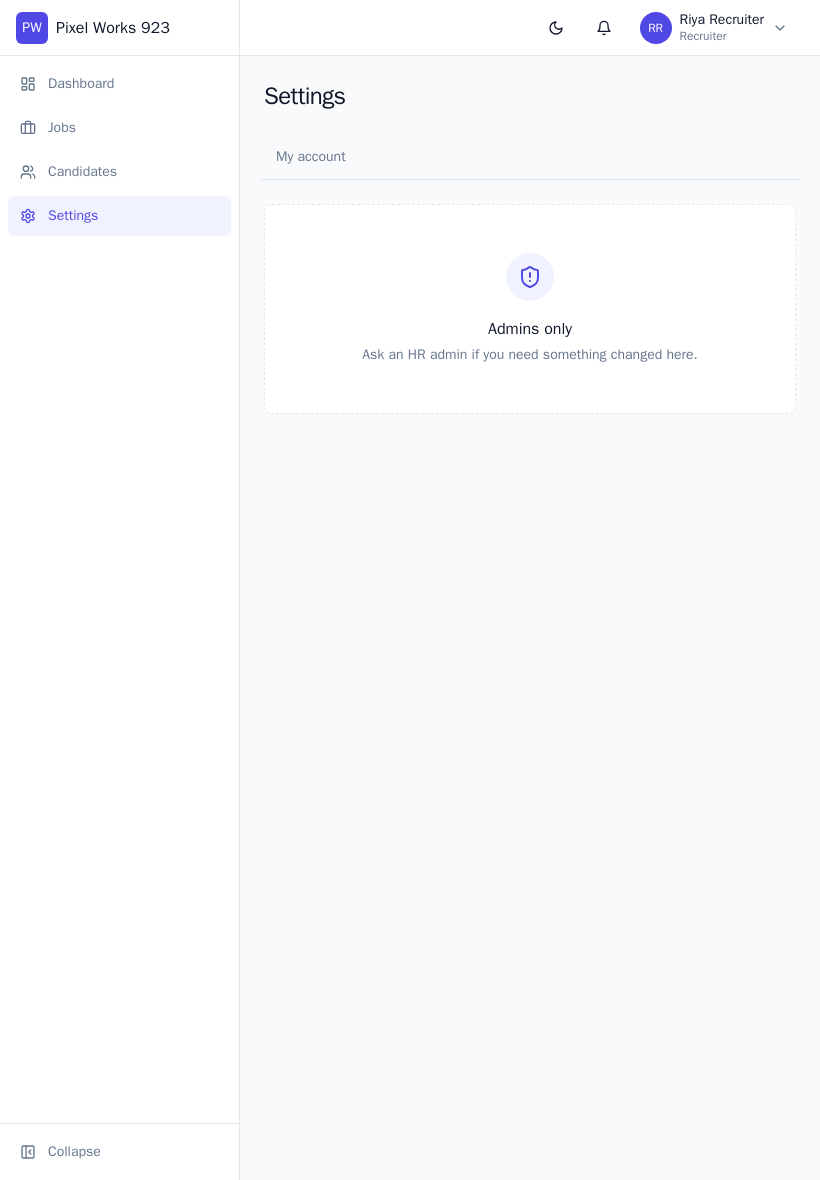 PW Pixel Works 923
RR
Riya Recruiter
Recruiter
Dashboard
Jobs
Candidates
Settings
Collapse
Settings
My account
Admins only
Ask an HR admin if you need something changed here.